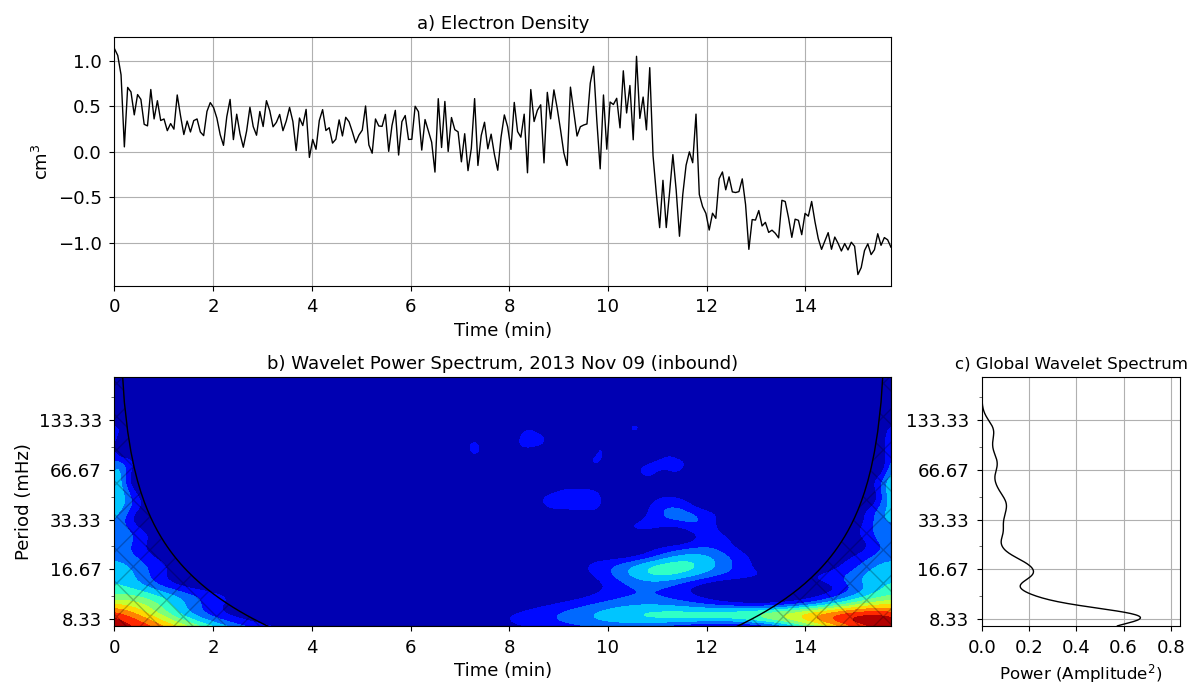 a) Electron Density
1.0
0.5
0.0
−0.5
−1.0
cm³
0 2 4 6 8 10 12 14
Time (min)
b) Wavelet Power Spectrum, 2013 Nov 09 (inbound)
133.33
66.67
33.33
16.67
8.33
Period (mHz)
0 2 4 6 8 10 12 14
Time (min)
c) Global Wavelet Spectrum
133.33
66.67
33.33
16.67
8.33
0.0 0.2 0.4 0.6 0.8
Power (Amplitude²)